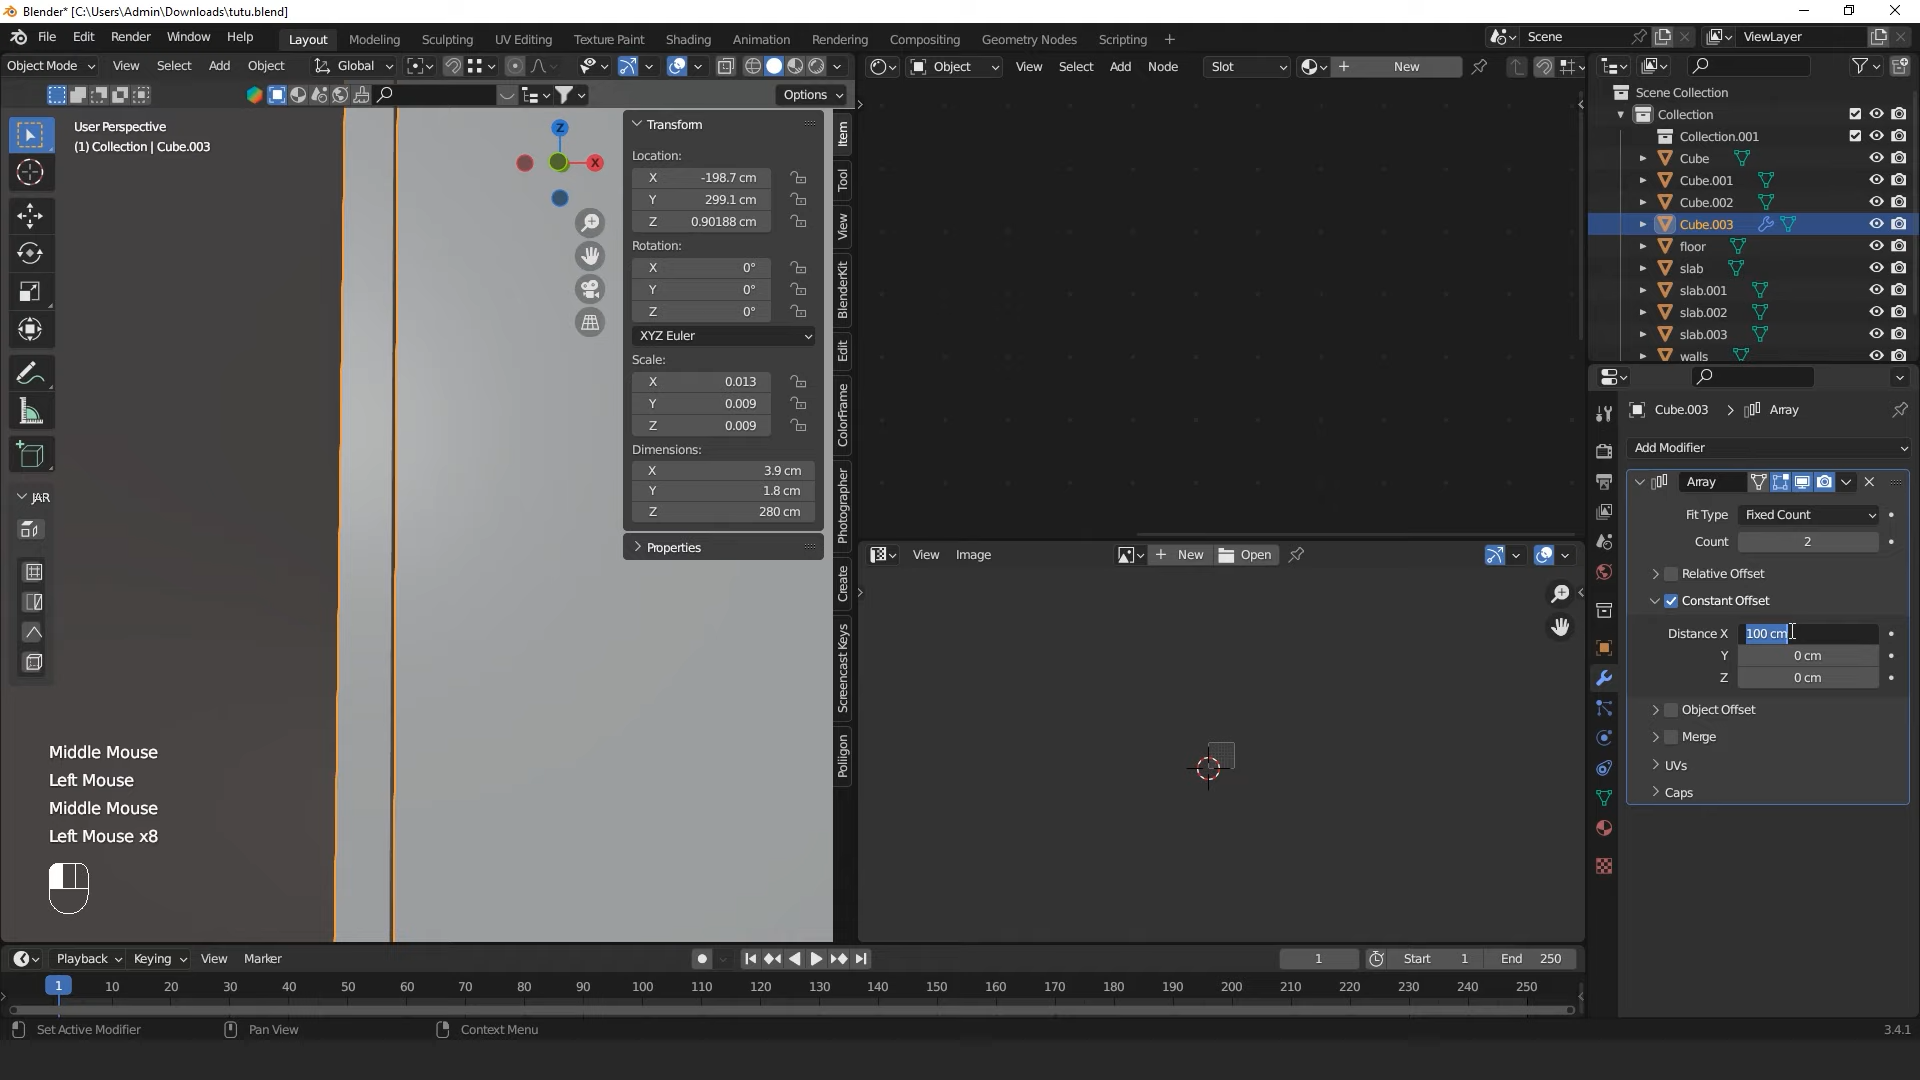 Blender* [C:\Users\Admin\Downloads\tutu.blend]
File Edit Render Window Help
Layout Modeling Sculpting UV Editing Texture Paint Shading Animation Rendering Compositing Geometry Nodes Scripting +
Scene
ViewLayer
Object Mode View Select Add Object Global
Options
User Perspective
(1) Collection | Cube.003
Z
X
Transform
Location:
X -198.7 cm
Y 299.1 cm
Z 0.90188 cm
Rotation:
X 0°
Y 0°
Z 0°
XYZ Euler
Scale:
X 0.013
Y 0.009
Z 0.009
Dimensions:
X 3.9 cm
Y 1.8 cm
Z 280 cm
Properties
Item
Tool
View
BlenderKit
Edit
ColorFrame
Photographer
Create
Screencast Keys
Poliigon
JAR
Middle Mouse
Left Mouse
Middle Mouse
Left Mouse x8
Object View Select Add Node Slot New
View Image New Open
Scene Collection
Collection
Collection.001
Cube
Cube.001
Cube.002
Cube.003
floor
slab
slab.001
slab.002
slab.003
walls
Cube.003 > Array
Add Modifier
Array
Fit Type Fixed Count
Count 2
Relative Offset
Constant Offset
Distance X 100 cm
Y 0 cm
Z 0 cm
Object Offset
Merge
UVs
Caps
Playback Keying View Marker
1 Start 1 End 250
1 10 20 30 40 50 60 70 80 90 100 110 120 130 140 150 160 170 180 190 200 210 220 230 240 250
Set Active Modifier Pan View Context Menu 3.4.1